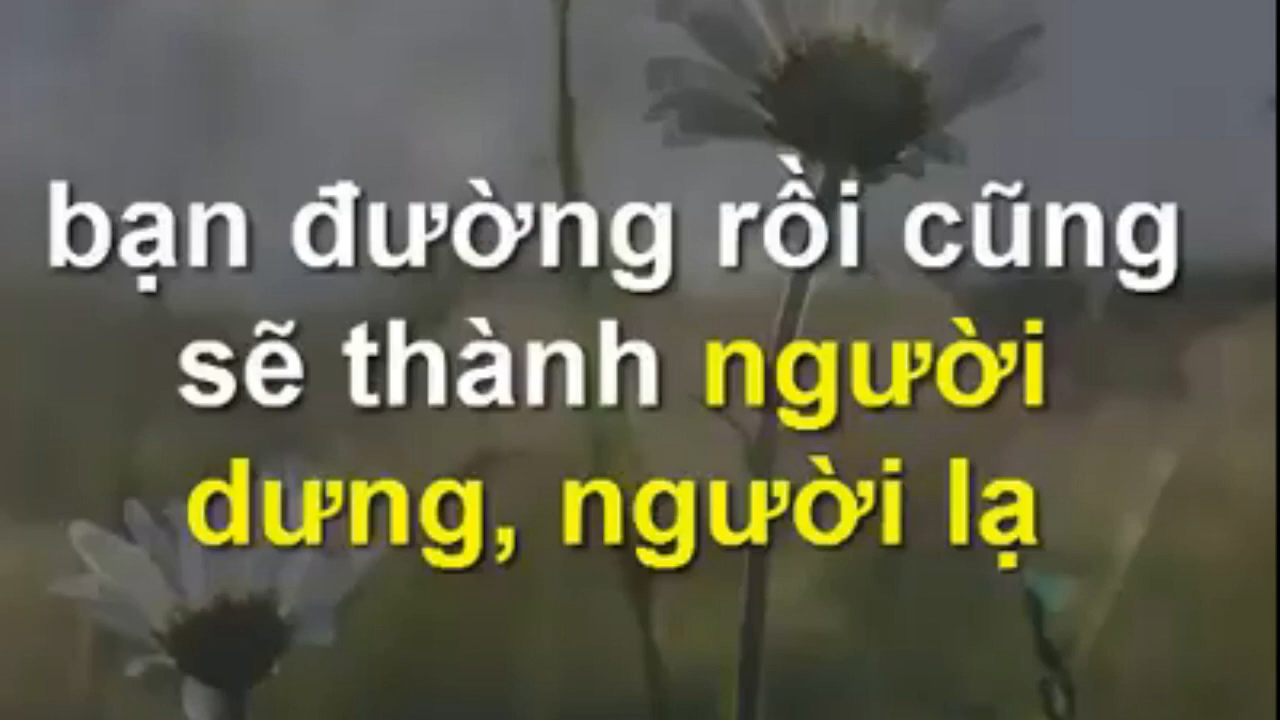 bạn đường rồi cũng
sẽ thành người
dưng, người lạ